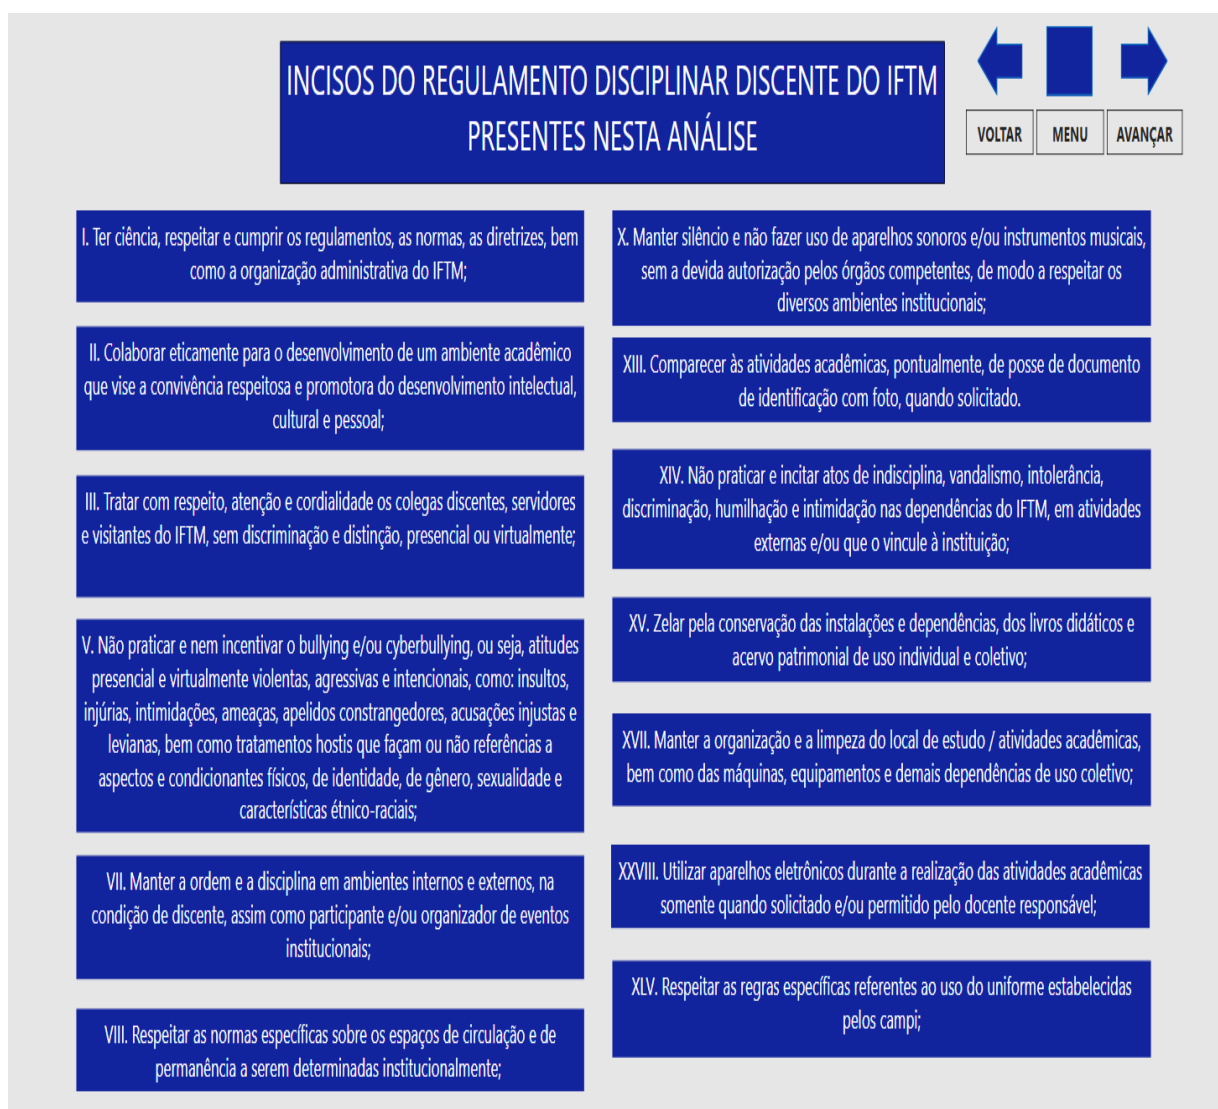 INCISOS DO REGULAMENTO DISCIPLINAR DISCENTE DO IFTM
PRESENTES NESTA ANÁLISE
VOLTAR
MENU
AVANÇAR
I. Ter ciência, respeitar e cumprir os regulamentos, as normas, as diretrizes, bem
como a organização administrativa do IFTM;
II. Colaborar eticamente para o desenvolvimento de um ambiente acadêmico
que vise a convivência respeitosa e promotora do desenvolvimento intelectual,
cultural e pessoal;
III. Tratar com respeito, atenção e cordialidade os colegas discentes, servidores
e visitantes do IFTM, sem discriminação e distinção, presencial ou virtualmente;
V. Não praticar e nem incentivar o bullying e/ou cyberbullying, ou seja, atitudes
presencial e virtualmente violentas, agressivas e intencionais, como: insultos,
injúrias, intimidações, ameaças, apelidos constrangedores, acusações injustas e
levianas, bem como tratamentos hostis que façam ou não referências a
aspectos e condicionantes físicos, de identidade, de gênero, sexualidade e
características étnico-raciais;
VII. Manter a ordem e a disciplina em ambientes internos e externos, na
condição de discente, assim como participante e/ou organizador de eventos
institucionais;
VIII. Respeitar as normas específicas sobre os espaços de circulação e de
permanência a serem determinadas institucionalmente;
X. Manter silêncio e não fazer uso de aparelhos sonoros e/ou instrumentos musicais,
sem a devida autorização pelos órgãos competentes, de modo a respeitar os
diversos ambientes institucionais;
XIII. Comparecer às atividades acadêmicas, pontualmente, de posse de documento
de identificação com foto, quando solicitado.
XIV. Não praticar e incitar atos de indisciplina, vandalismo, intolerância,
discriminação, humilhação e intimidação nas dependências do IFTM, em atividades
externas e/ou que o vincule à instituição;
XV. Zelar pela conservação das instalações e dependências, dos livros didáticos e
acervo patrimonial de uso individual e coletivo;
XVII. Manter a organização e a limpeza do local de estudo / atividades acadêmicas,
bem como das máquinas, equipamentos e demais dependências de uso coletivo;
XXVIII. Utilizar aparelhos eletrônicos durante a realização das atividades acadêmicas
somente quando solicitado e/ou permitido pelo docente responsável;
XLV. Respeitar as regras específicas referentes ao uso do uniforme estabelecidas
pelos campi;